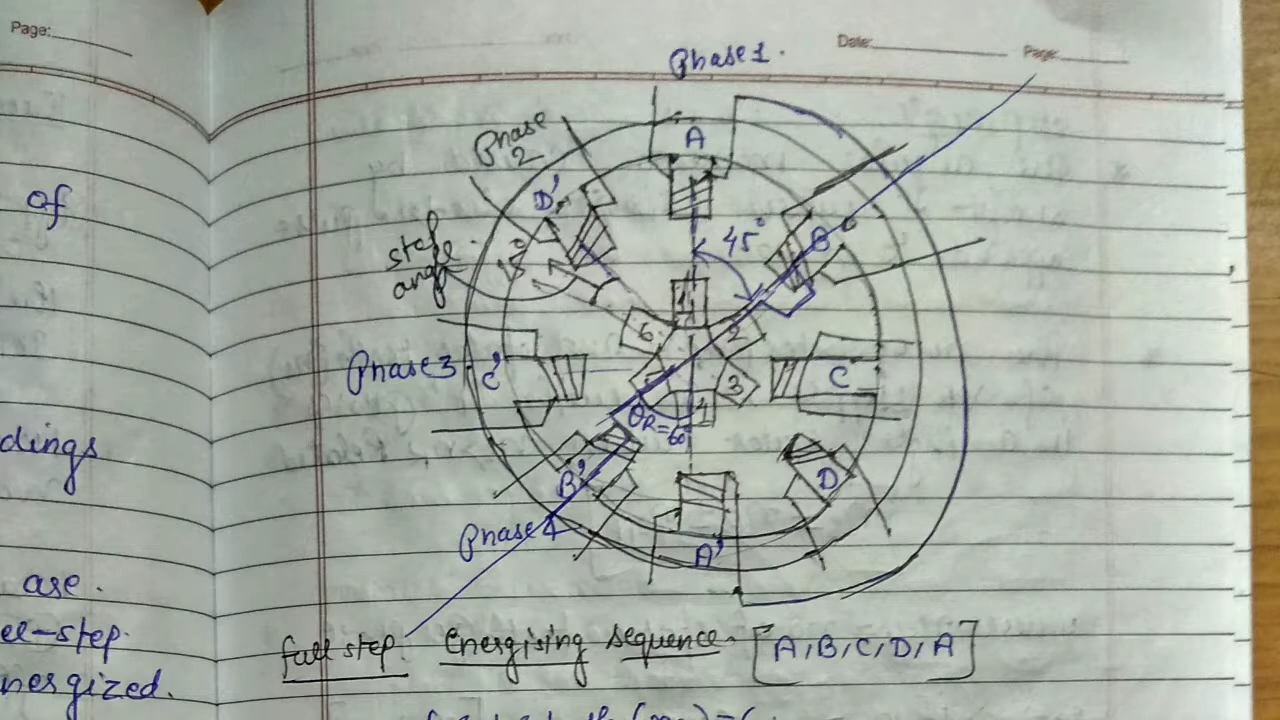 Page:
Date:
Page:
Phase 1.
Phase
2
A
D'
B
45°
step
angle
15°
1
6
2
Phase 3.
C'
3
C
θR = 60°
B'
D
Phase 4
A'
of
dings
ase.
el-step.
nergized.
full step. Energising sequence. [A, B, C, D, A]